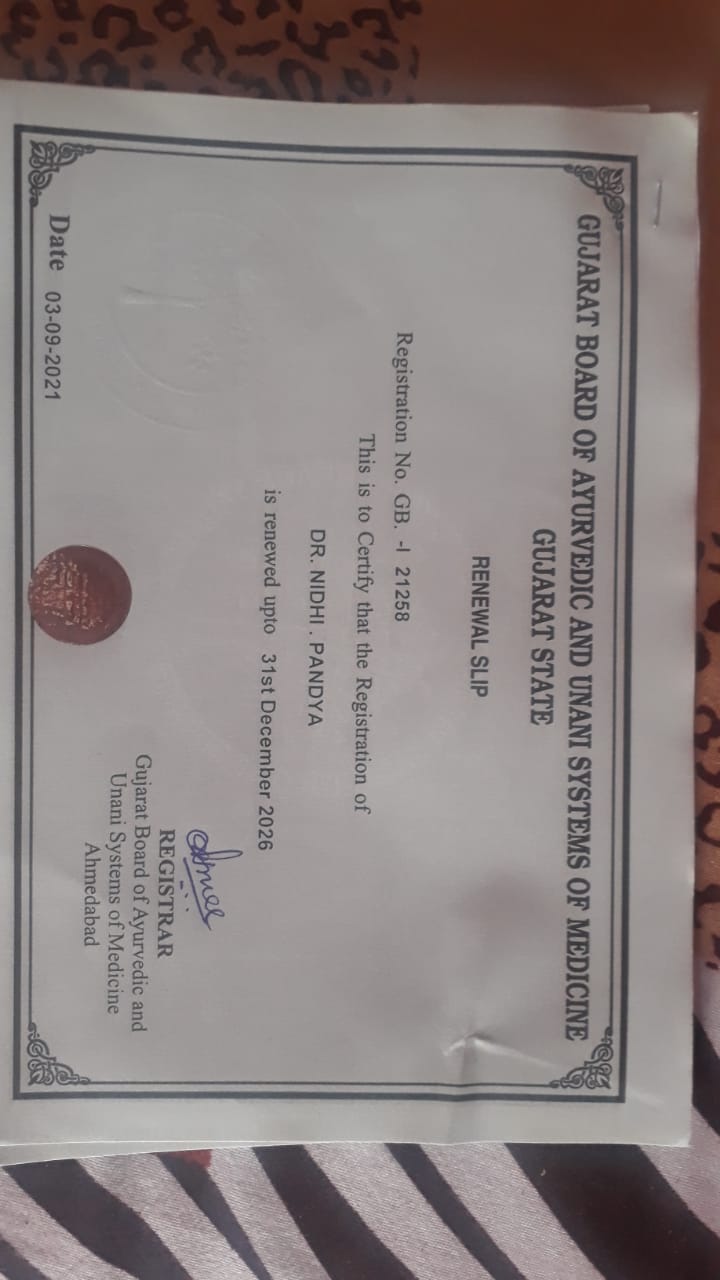 GUJARAT BOARD OF AYURVEDIC AND UNANI SYSTEMS OF MEDICINE
GUJARAT STATE
RENEWAL SLIP
Registration No. GB. -I 21258
This is to Certify that the Registration of
DR. NIDHI . PANDYA
is renewed upto 31st December 2026
REGISTRAR
Gujarat Board of Ayurvedic and
Unani Systems of Medicine
Ahmedabad
Date 03-09-2021